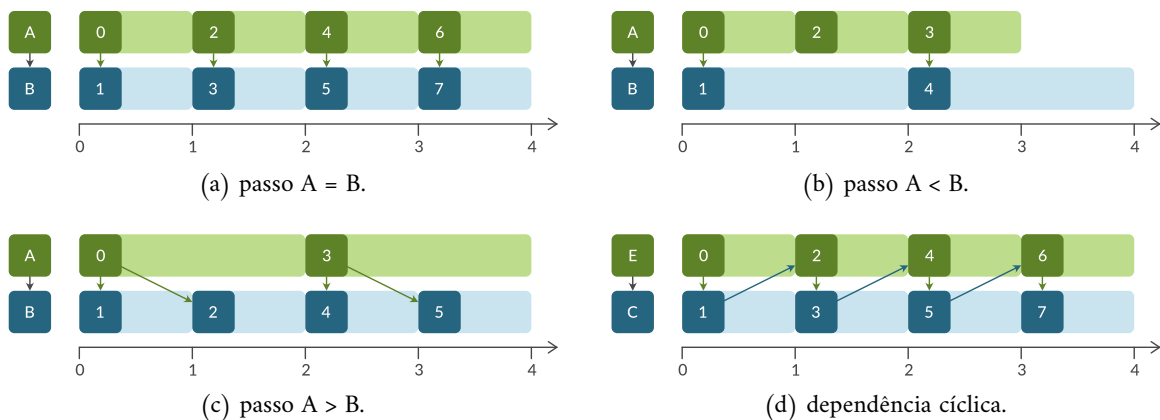 A 0 2 4 6
B 1 3 5 7
0 1 2 3 4
(a) passo A = B.
A 0 2 3
B 1 4
0 1 2 3 4
(b) passo A < B.
A 0 3
B 1 2 4 5
0 1 2 3 4
(c) passo A > B.
E 0 2 4 6
C 1 3 5 7
0 1 2 3 4
(d) dependência cíclica.